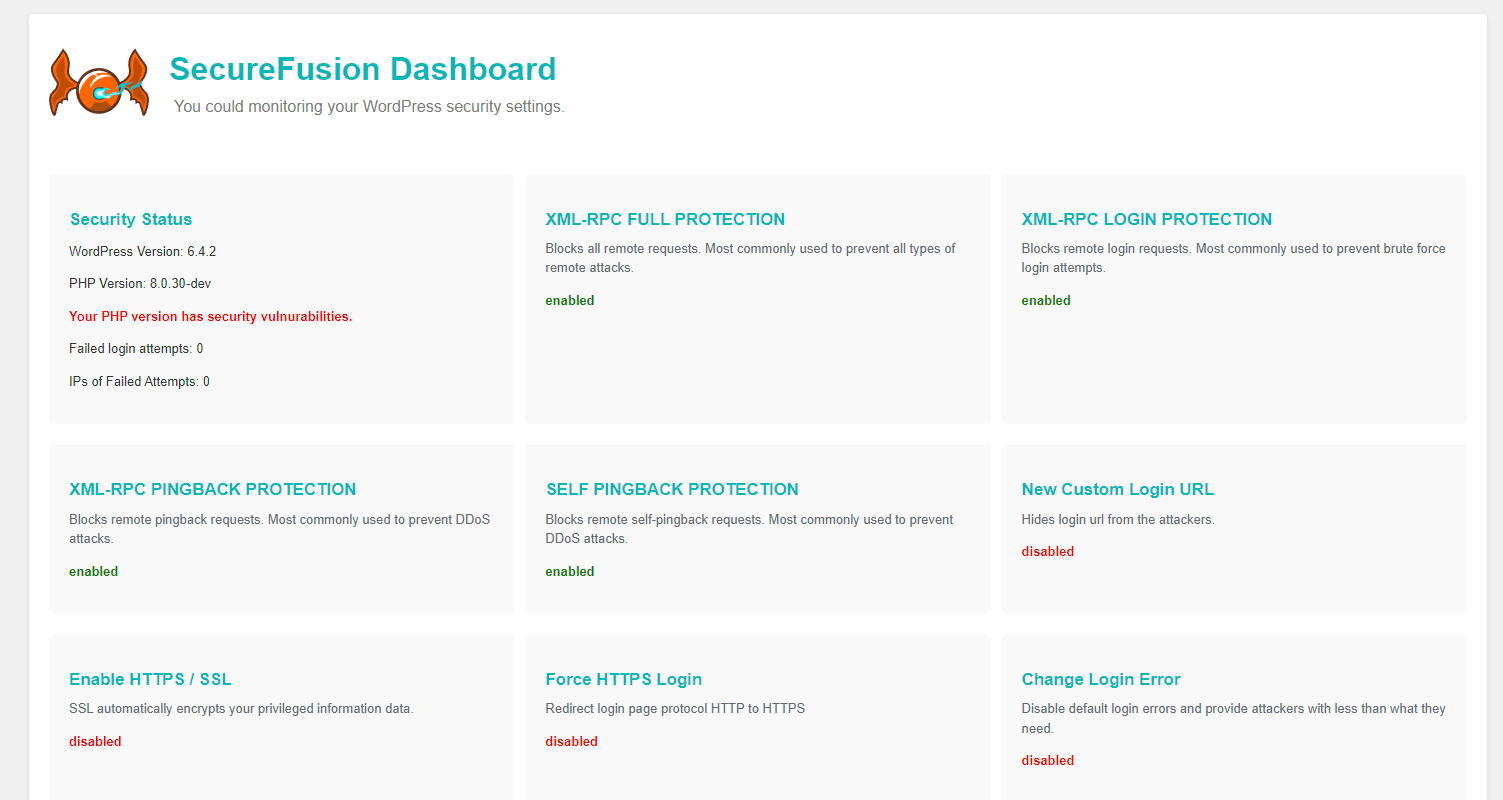 SecureFusion Dashboard
You could monitoring your WordPress security settings.
Security Status
WordPress Version: 6.4.2
PHP Version: 8.0.30-dev
Your PHP version has security vulnurabilities.
Failed login attempts: 0
IPs of Failed Attempts: 0
XML-RPC FULL PROTECTION
Blocks all remote requests. Most commonly used to prevent all types of
remote attacks.
enabled
XML-RPC LOGIN PROTECTION
Blocks remote login requests. Most commonly used to prevent brute force
login attempts.
enabled
XML-RPC PINGBACK PROTECTION
Blocks remote pingback requests. Most commonly used to prevent DDoS
attacks.
enabled
SELF PINGBACK PROTECTION
Blocks remote self-pingback requests. Most commonly used to prevent
DDoS attacks.
enabled
New Custom Login URL
Hides login url from the attackers.
disabled
Enable HTTPS / SSL
SSL automatically encrypts your privileged information data.
disabled
Force HTTPS Login
Redirect login page protocol HTTP to HTTPS
disabled
Change Login Error
Disable default login errors and provide attackers with less than what they
need.
disabled